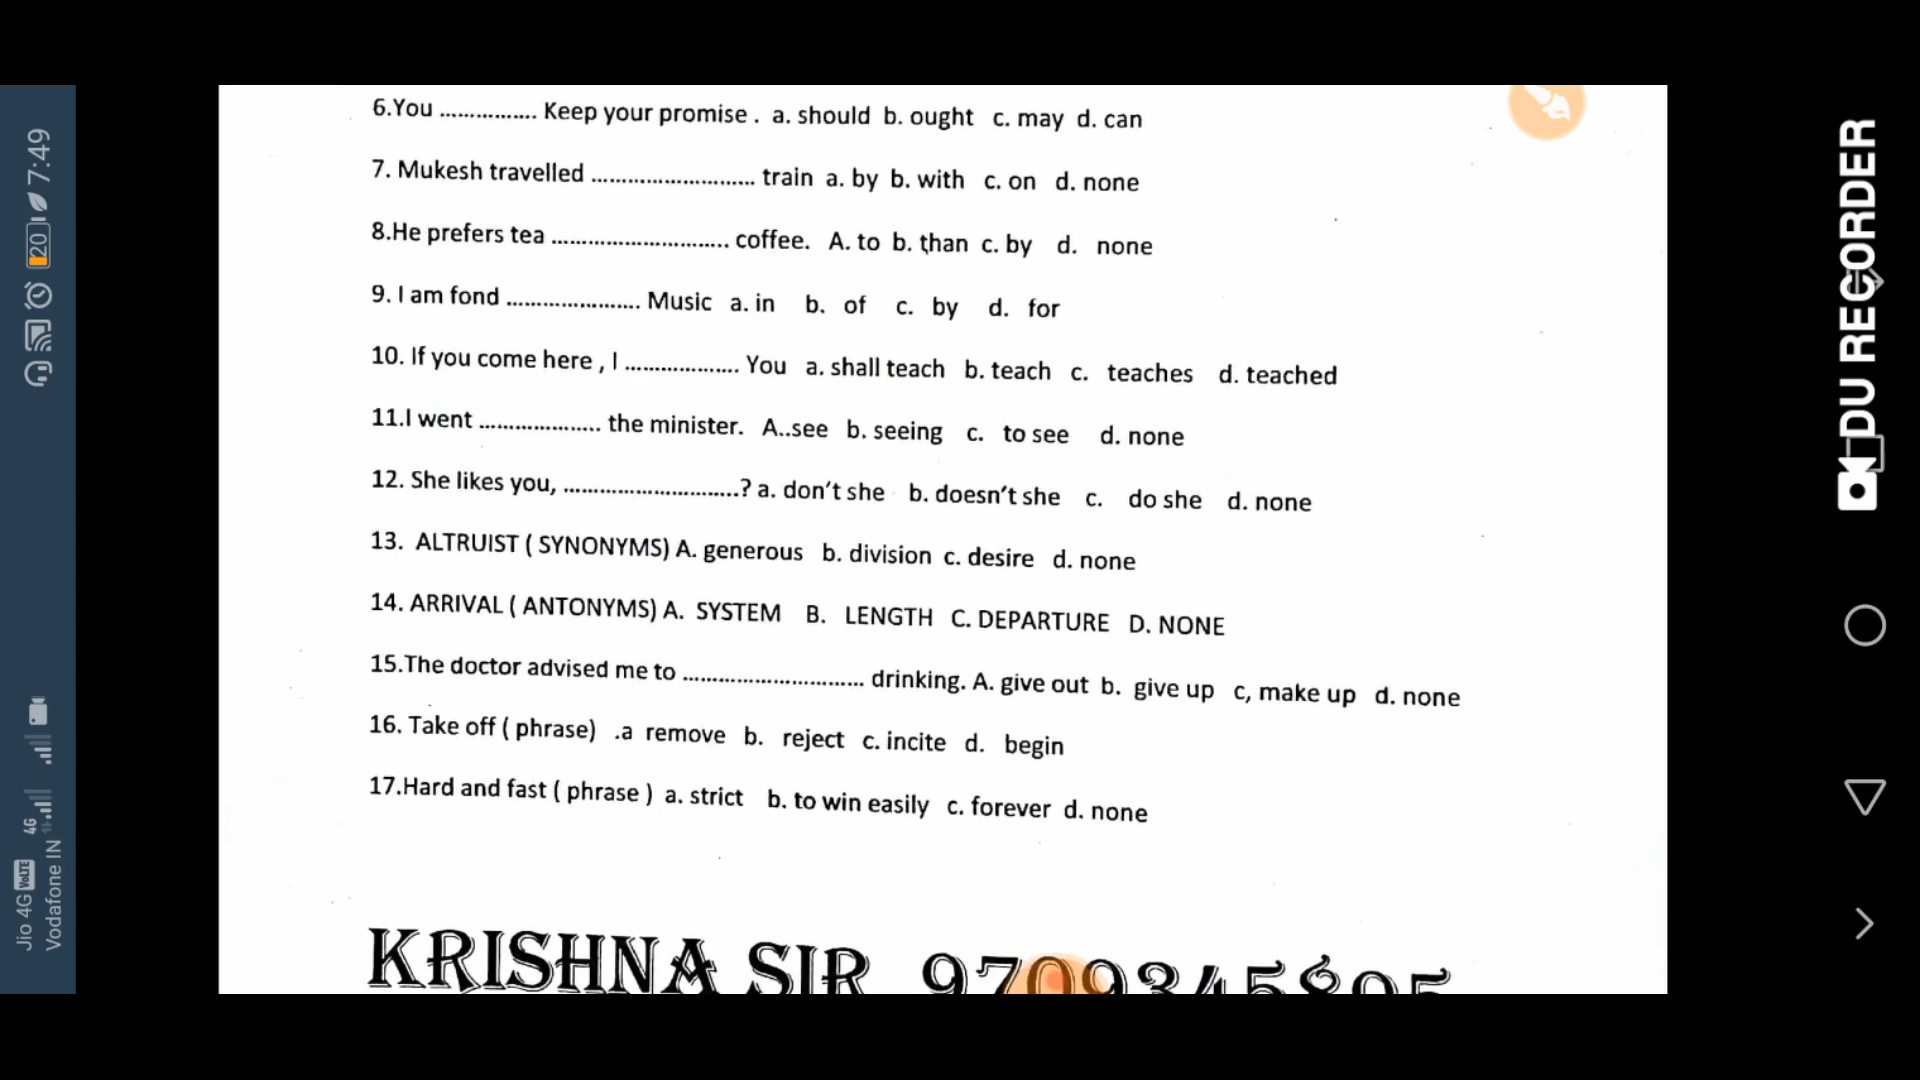 6.You ................ Keep your promise . a. should b. ought c. may d. can
7. Mukesh travelled ........................... train a. by b. with c. on d. none
8.He prefers tea ............................. coffee. A. to b. than c. by d. none
9. I am fond ...................... Music a. in b. of c. by d. for
10. If you come here , I ................... You a. shall teach b. teach c. teaches d. teached
11.I went .................... the minister. A..see b. seeing c. to see d. none
12. She likes you, .............................? a. don't she b. doesn't she c. do she d. none
13. ALTRUIST ( SYNONYMS) A. generous b. division c. desire d. none
14. ARRIVAL ( ANTONYMS) A. SYSTEM B. LENGTH C. DEPARTURE D. NONE
15.The doctor advised me to .............................. drinking. A. give out b. give up c, make up d. none
16. Take off ( phrase) .a remove b. reject c. incite d. begin
17.Hard and fast ( phrase ) a. strict b. to win easily c. forever d. none
KRISHNA SIR
7:49
20
4G
Jio 4G VoLTE
Vodafone IN
DU RECORDER